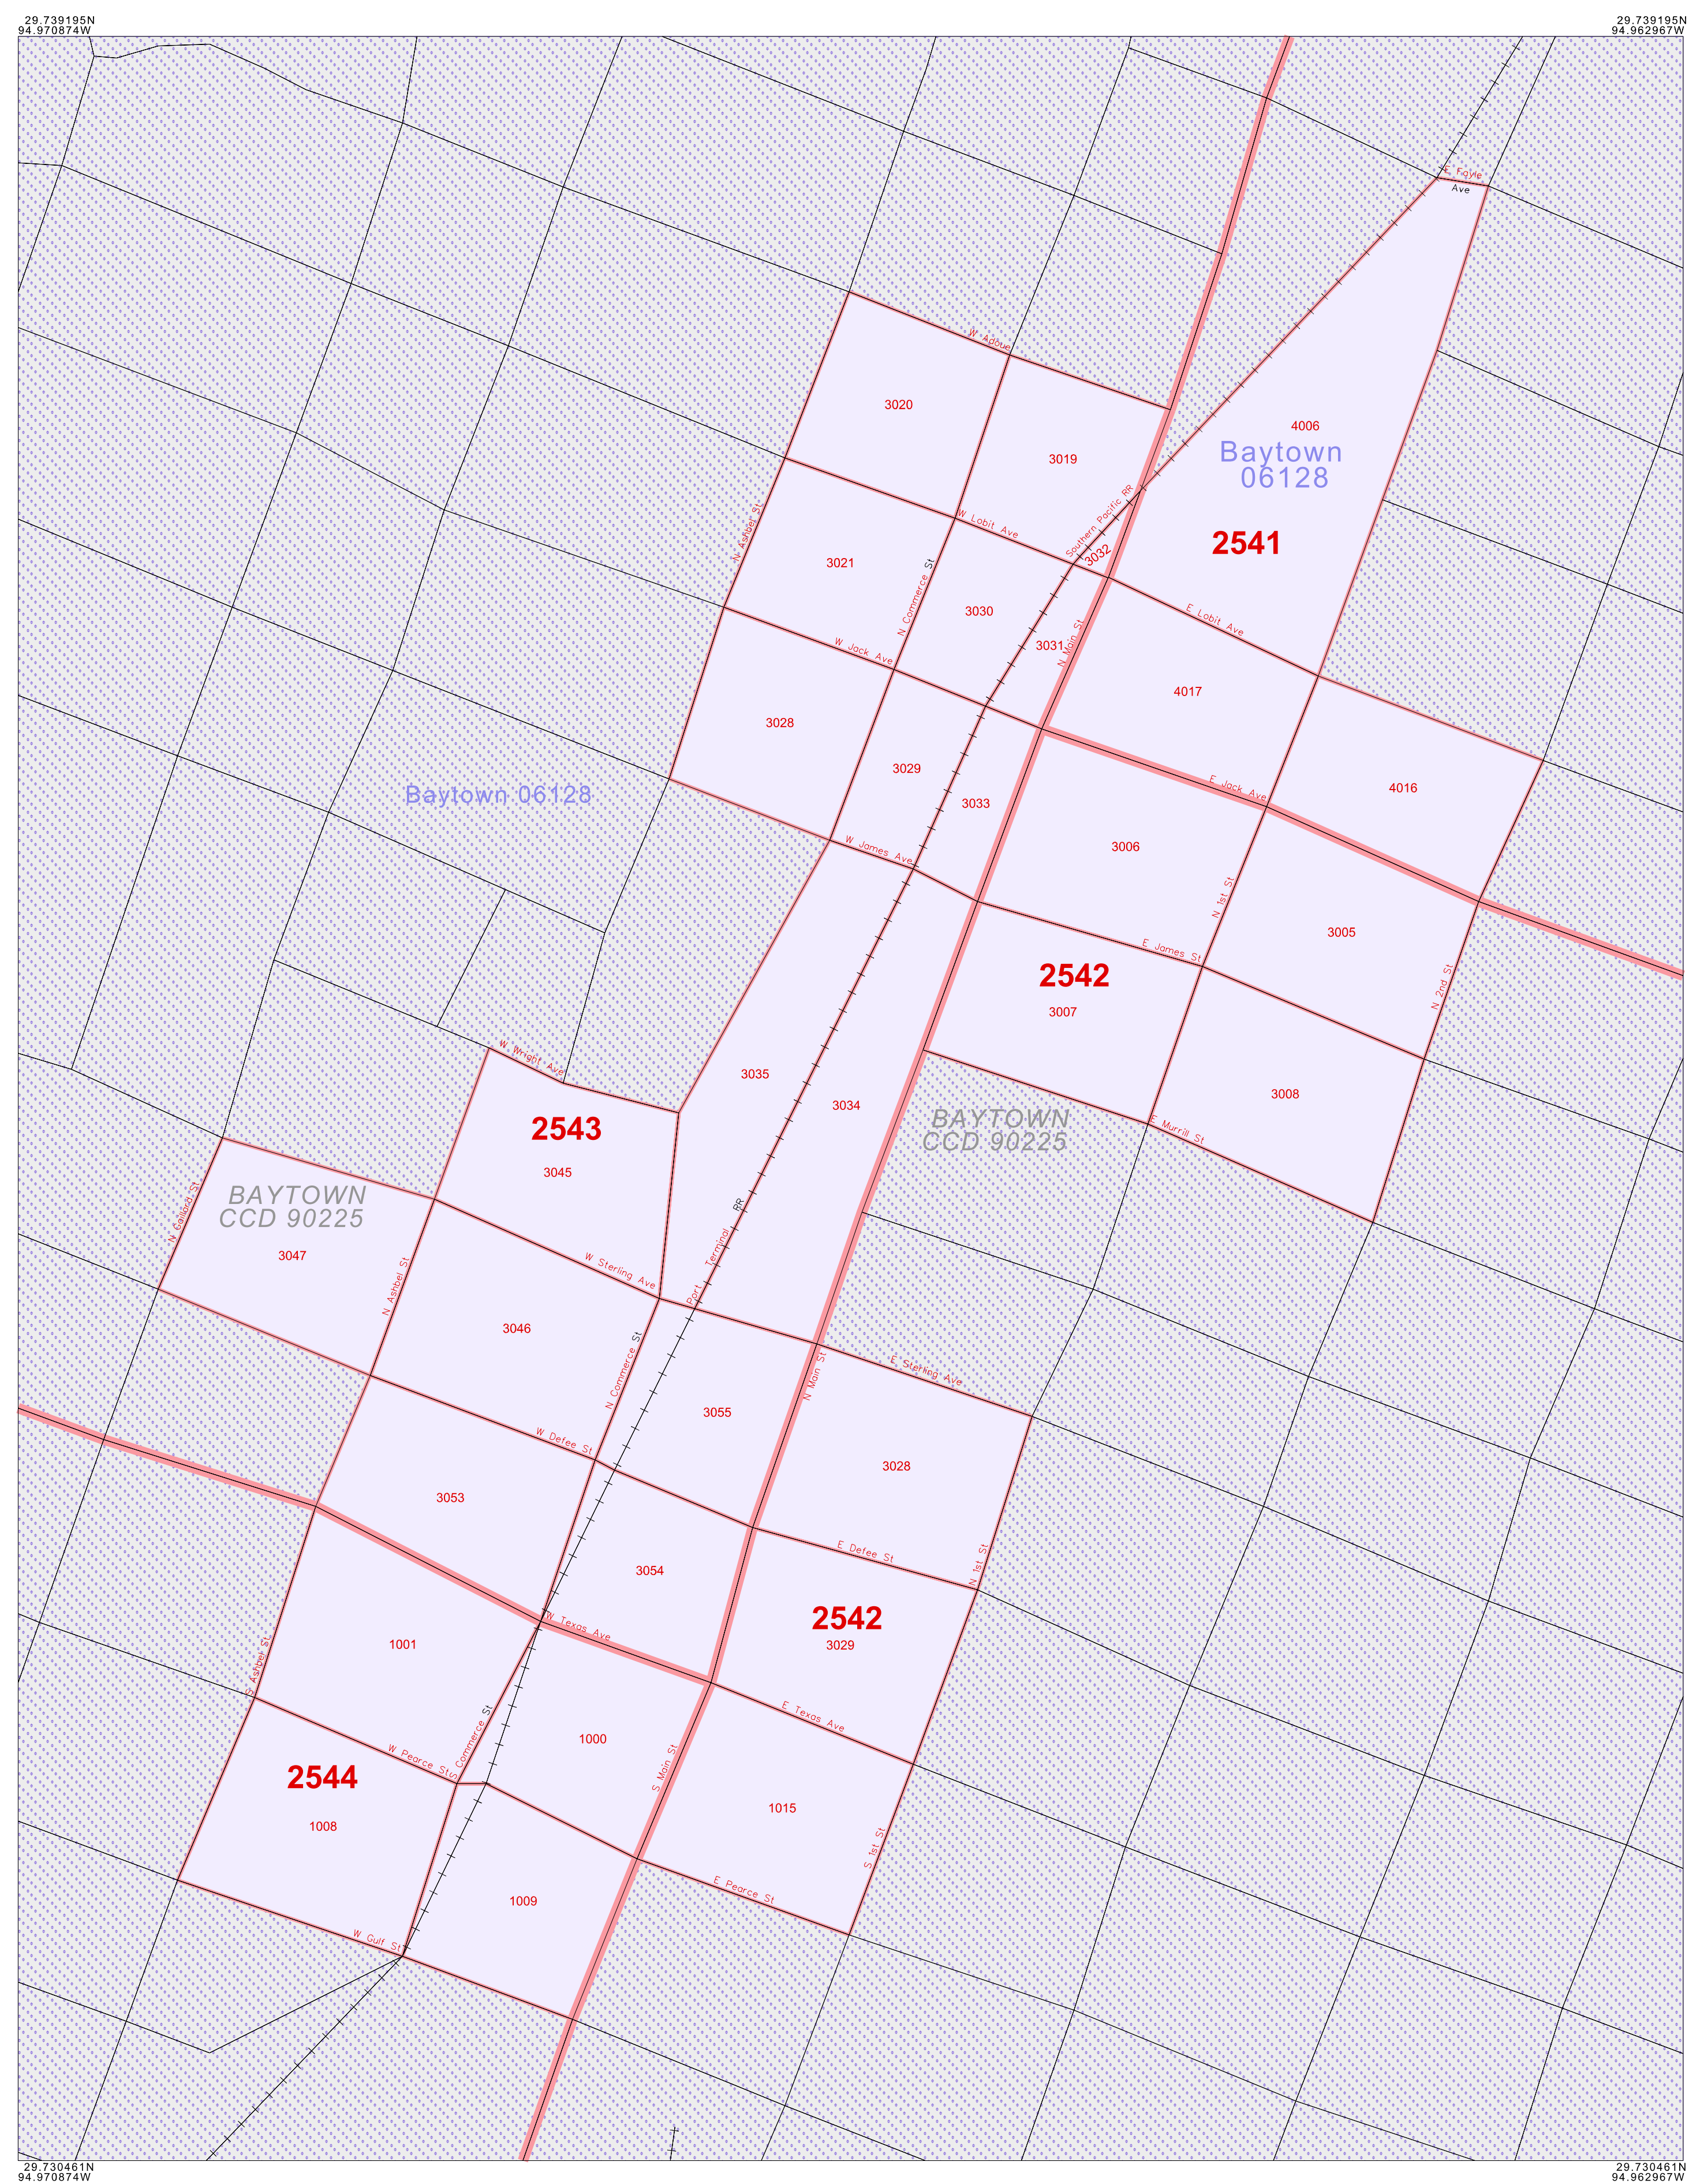 29.739195N
94.970874W
29.739195N
94.962967W
E Fayle
Ave
W Adoue
3020
4006
Baytown
06128
3019
Southern Pacific RR
N Ashbel St
W Lobit Ave
2541
3032
3021
N Commerce St
3030
E Lobit Ave
3031
N Main St
W Jack Ave
4017
3028
3029
E Jack Ave
4016
Baytown 06128
3033
W James Ave
3006
N 1st St
3005
E James St
2542
N 2nd St
3007
W Wright Ave
3035
3034
3008
2543
BAYTOWN
CCD 90225
E Murrill St
3045
BAYTOWN
CCD 90225
N Gaillard St
3047
Port Terminal RR
W Sterling Ave
N Ashbel St
3046
N Commerce St
N Main St
E Sterling Ave
3055
W Defee St
3028
3053
E Defee St
N 1st St
3054
2542
W Texas Ave
3029
1001
S Ashbel St
E Texas Ave
S Commerce St
1000
W Pearce St
S Main St
2544
1015
1008
S 1st St
E Pearce St
1009
W Gulf St
29.730461N
94.970874W
29.730461N
94.962967W